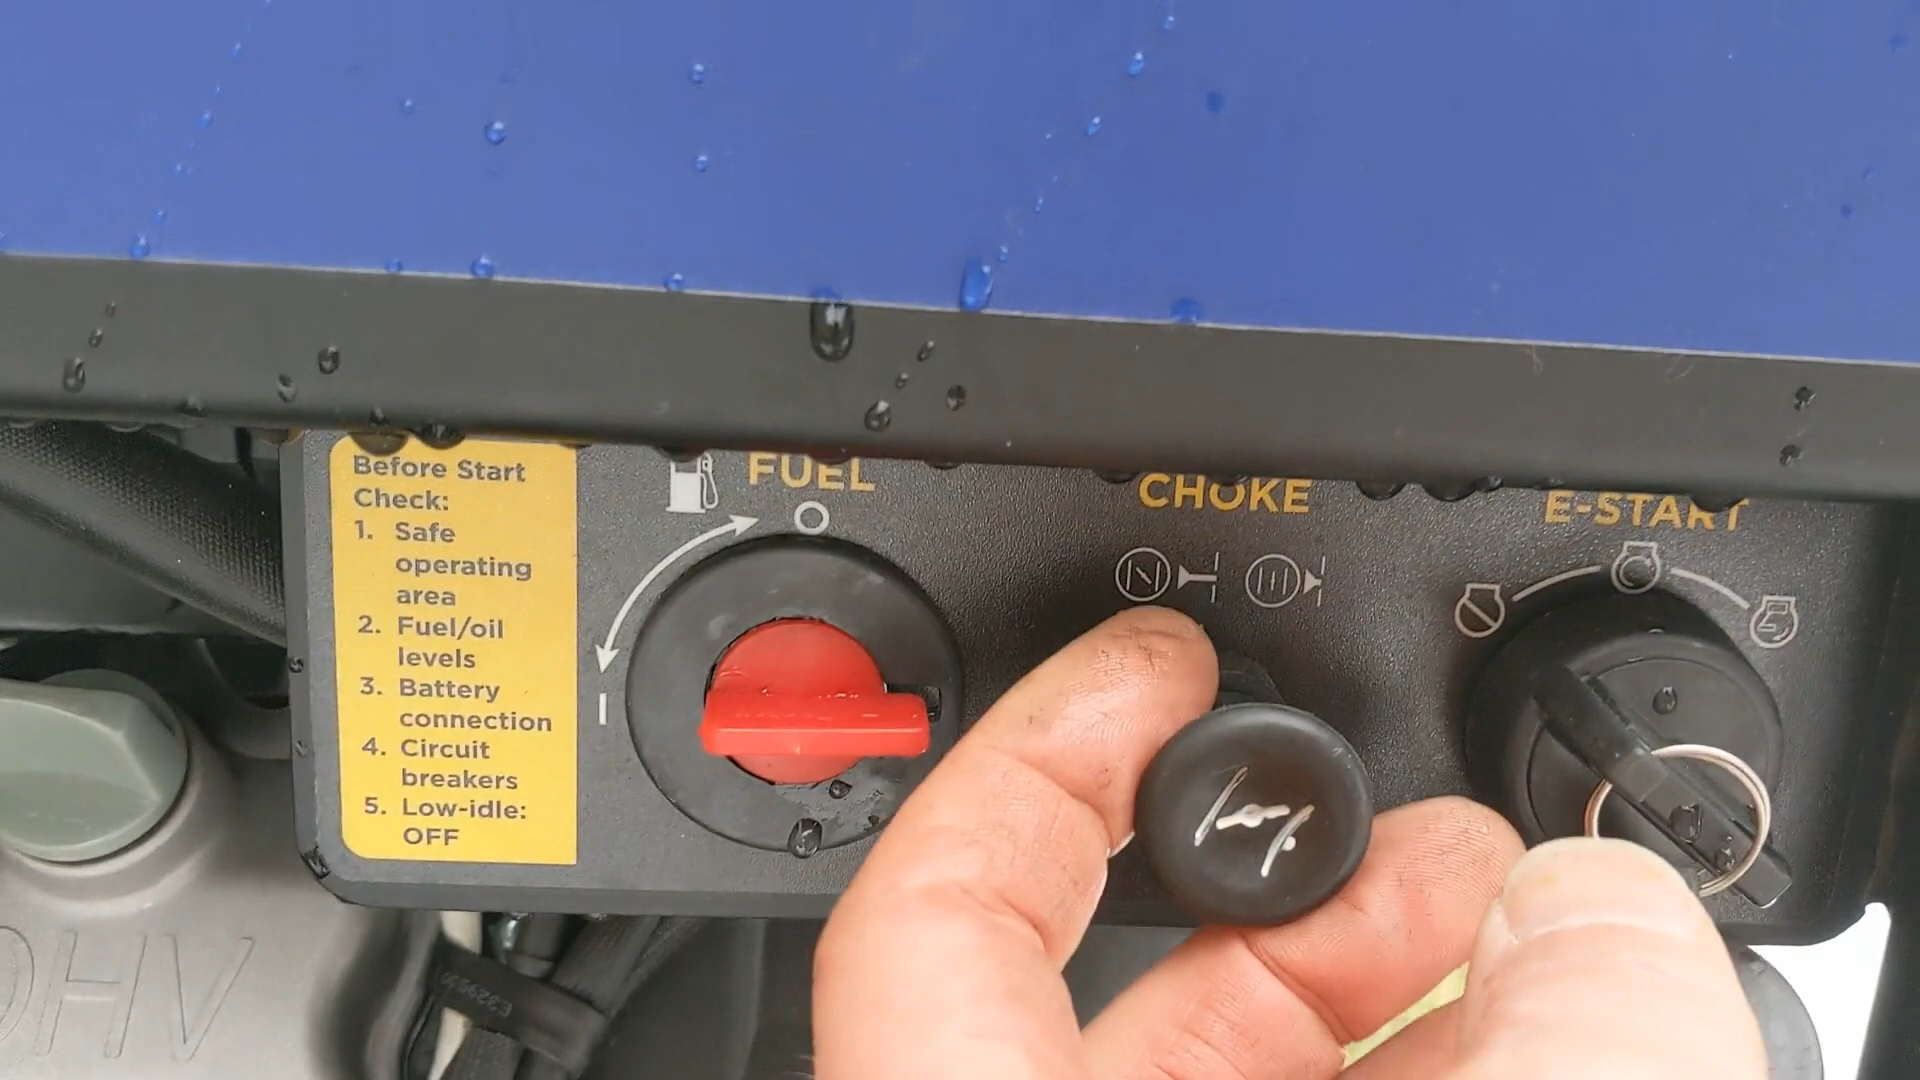 Before Start
Check:
1. Safe
operating
area
2. Fuel/oil
levels
3. Battery
connection
4. Circuit
breakers
5. Low-idle:
OFF
FUEL
CHOKE
E-START
OHV